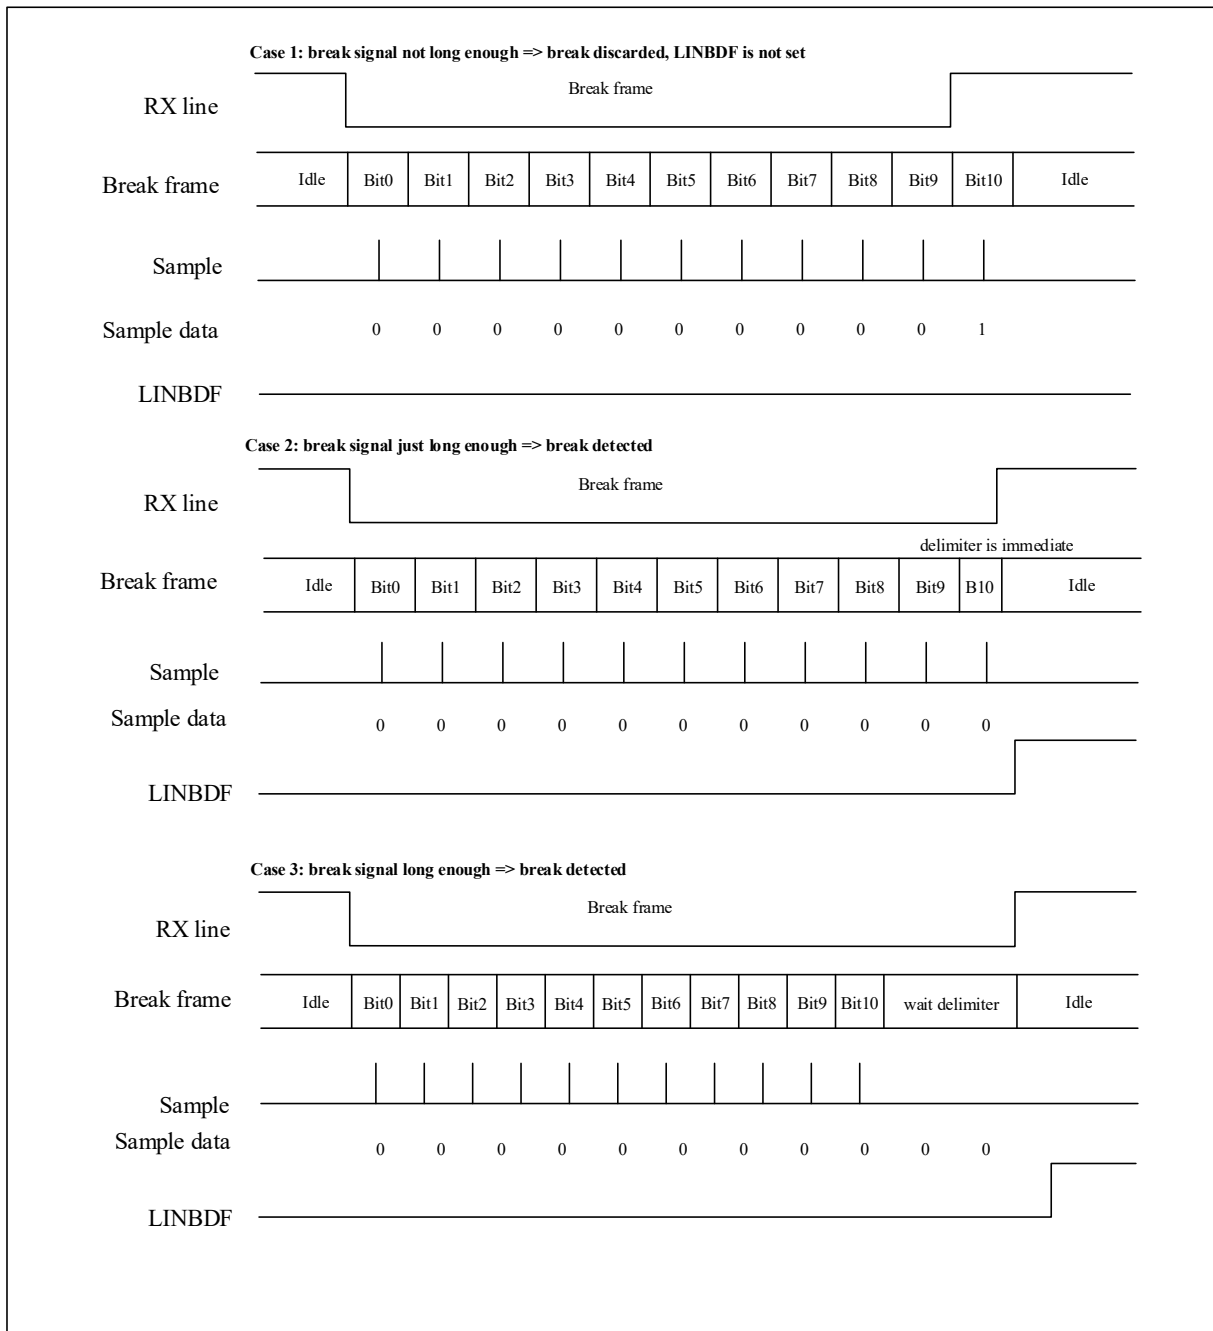 Case 1: break signal not long enough => break discarded, LINBDF is not set
RX line
Break frame
Break frame
Idle Bit0 Bit1 Bit2 Bit3 Bit4 Bit5 Bit6 Bit7 Bit8 Bit9 Bit10 Idle
Sample
Sample data
0 0 0 0 0 0 0 0 0 0 1
LINBDF
Case 2: break signal just long enough => break detected
RX line
Break frame
delimiter is immediate
Break frame
Idle Bit0 Bit1 Bit2 Bit3 Bit4 Bit5 Bit6 Bit7 Bit8 Bit9 B10 Idle
Sample
Sample data
0 0 0 0 0 0 0 0 0 0 0
LINBDF
Case 3: break signal long enough => break detected
RX line
Break frame
Break frame
Idle Bit0 Bit1 Bit2 Bit3 Bit4 Bit5 Bit6 Bit7 Bit8 Bit9 Bit10 wait delimiter Idle
Sample
Sample data
0 0 0 0 0 0 0 0 0 0 0
LINBDF